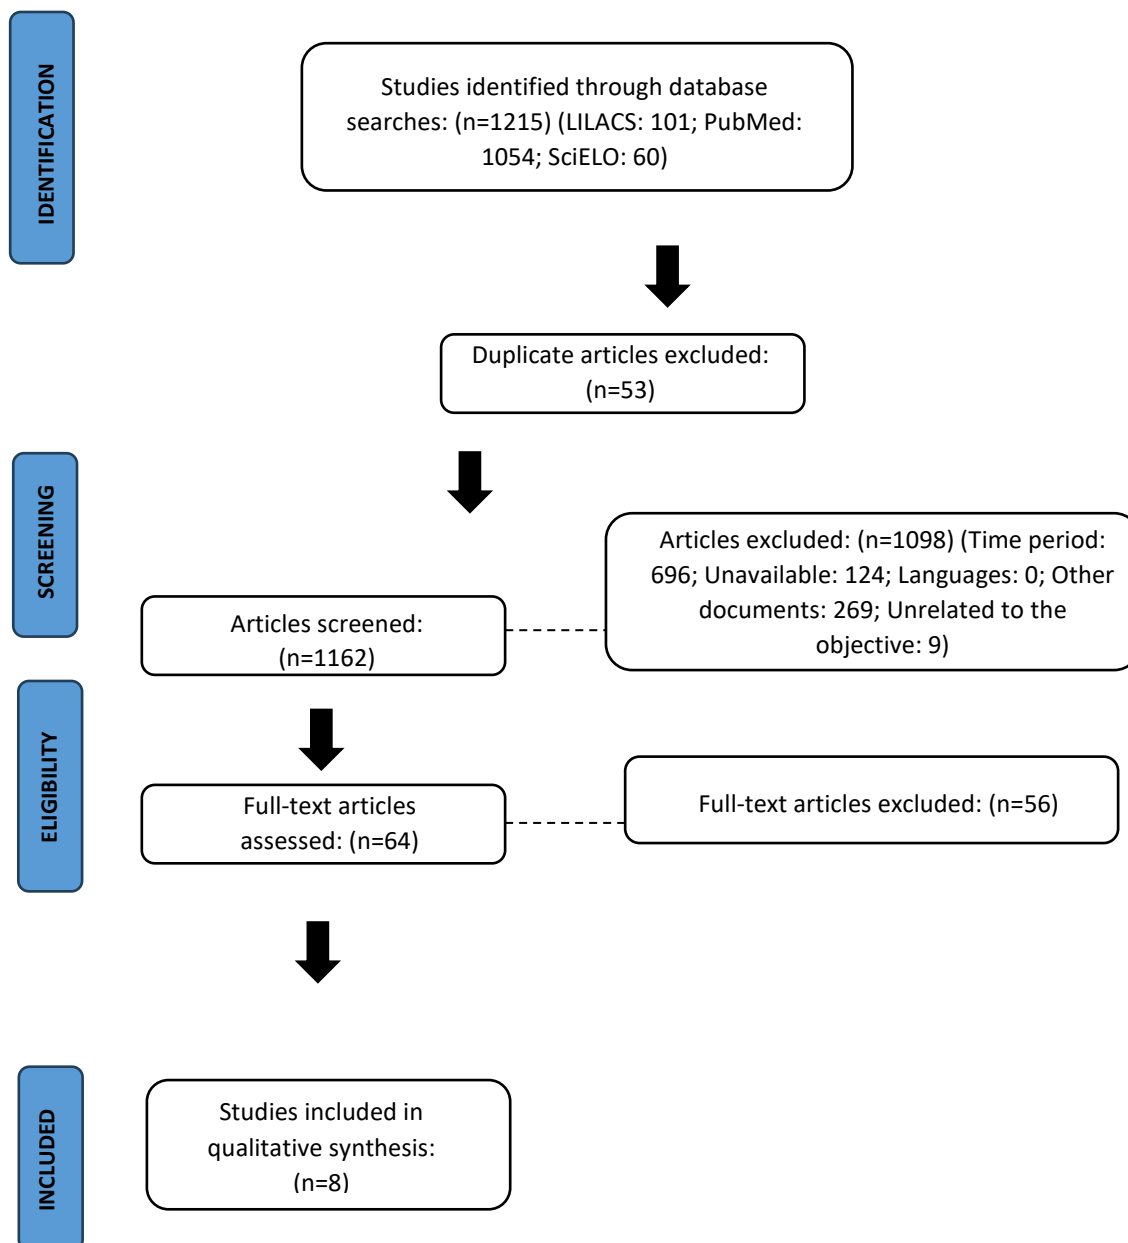 IDENTIFICATION
Studies identified through database
searches: (n=1215) (LILACS: 101; PubMed:
1054; SciELO: 60)
Duplicate articles excluded:
(n=53)
SCREENING
Articles excluded: (n=1098) (Time period:
696; Unavailable: 124; Languages: 0; Other
documents: 269; Unrelated to the
objective: 9)
Articles screened:
(n=1162)
ELIGIBILITY
Full-text articles
assessed: (n=64)
Full-text articles excluded: (n=56)
INCLUDED
Studies included in
qualitative synthesis:
(n=8)